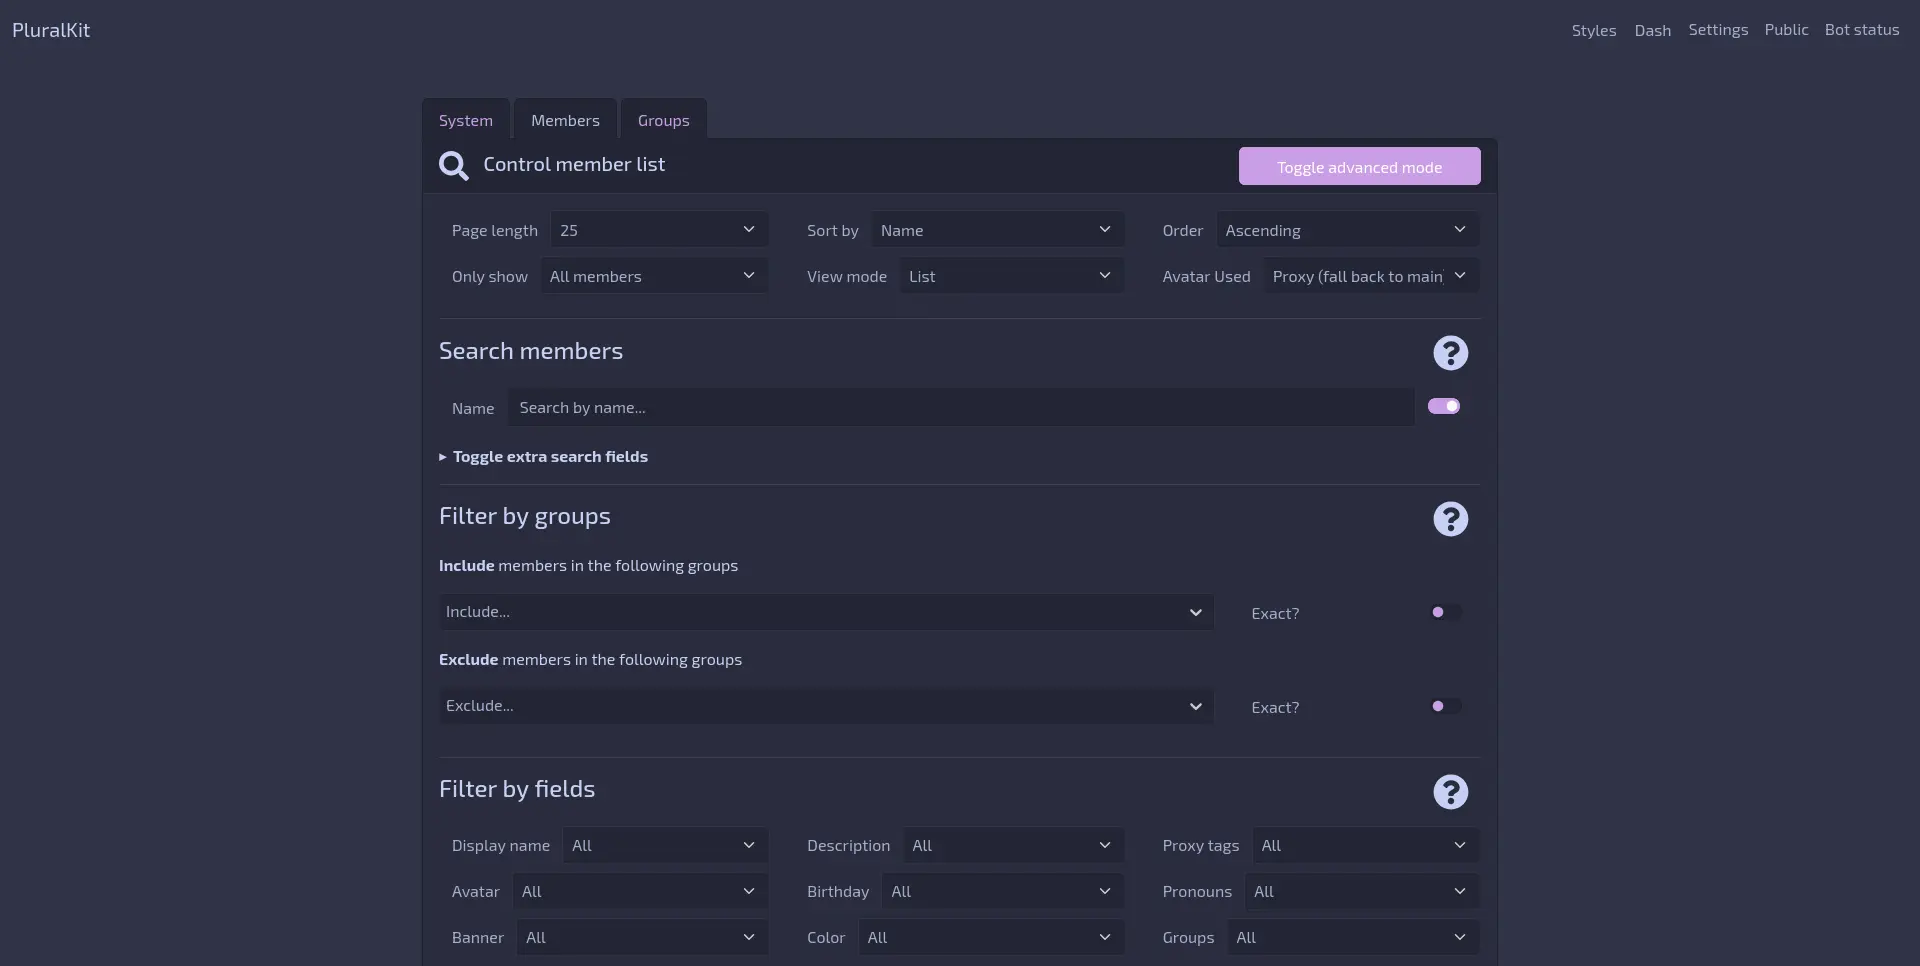 PluralKit
Styles Dash Settings Public Bot status
System Members Groups
Control member list Toggle advanced mode
Page length 25 Sort by Name Order Ascending
Only show All members View mode List Avatar Used Proxy (fall back to main)
Search members ?
Name Search by name...
▸ Toggle extra search fields
Filter by groups ?
Include members in the following groups
Include... Exact?
Exclude members in the following groups
Exclude... Exact?
Filter by fields ?
Display name All Description All Proxy tags All
Avatar All Birthday All Pronouns All
Banner All Color All Groups All